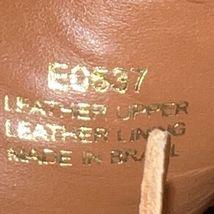 E0537
LEATHER UPPER
LEATHER LINING
MADE IN BRAZIL